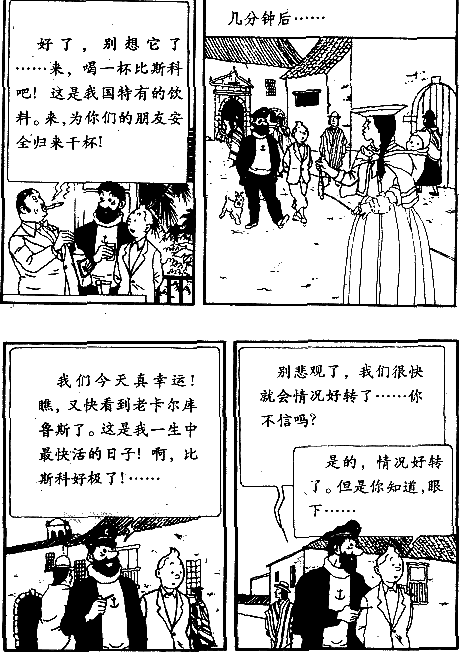 好了，别想它了
……来，喝一杯比斯科
吧！这是我国特有的饮
料。来，为你们的朋友安
全归来干杯！
几分钟后……
我们今天真幸运！
瞧，又快看到老卡尔库
鲁斯了。这是我一生中
最快活的日子！啊，比
斯科好极了！……
别悲观了，我们很快
就会情况好转了……你
不信吗？
是的，情况好转
了。但是你知道，眼
下……